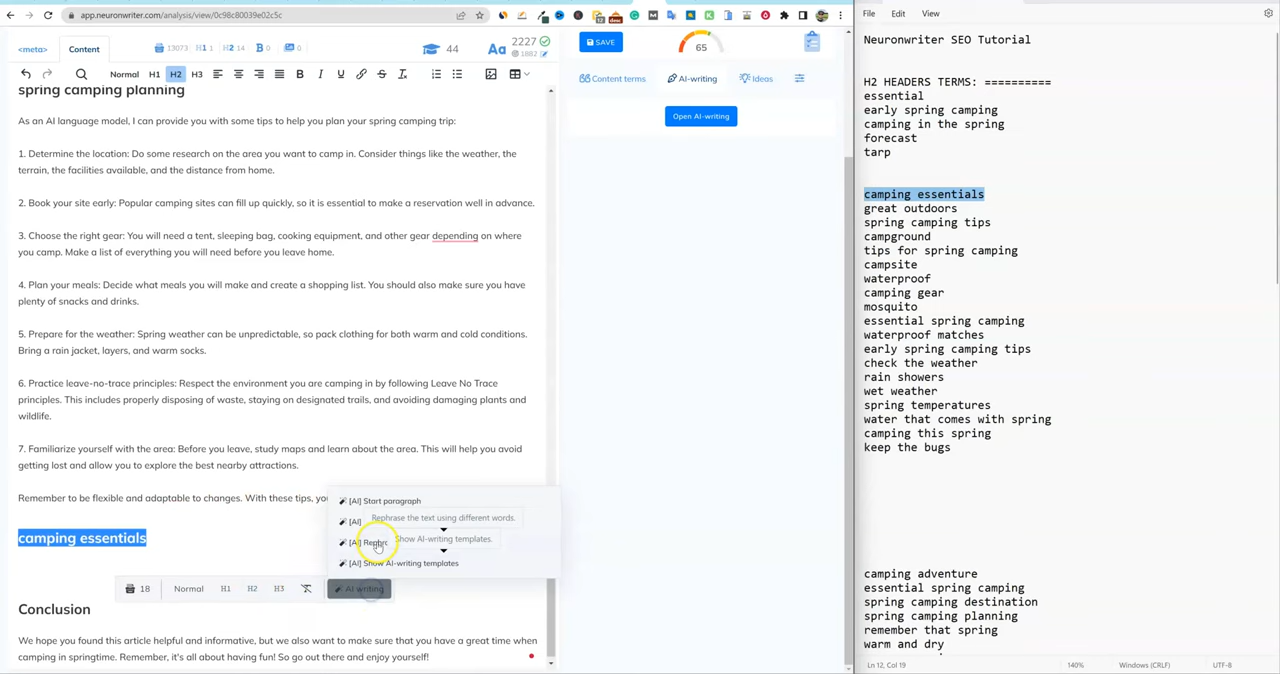 app.neuronwriter.com/analysis/view/0c98c80039e02c5c
File Edit View
<meta> Content 13073 H1 1 H2 14 B 0 0 44 Aa 2227
SAVE
65
Normal H1 H2 H3
Content terms AI-writing Ideas
Open AI-writing
spring camping planning
As an AI language model, I can provide you with some tips to help you plan your spring camping trip:
1. Determine the location: Do some research on the area you want to camp in. Consider things like the weather, the
terrain, the facilities available, and the distance from home.
2. Book your site early: Popular camping sites can fill up quickly, so it is essential to make a reservation well in advance.
3. Choose the right gear: You will need a tent, sleeping bag, cooking equipment, and other gear depending on where
you camp. Make a list of everything you will need before you leave home.
4. Plan your meals: Decide what meals you will make and create a shopping list. You should also make sure you have
plenty of snacks and drinks.
5. Prepare for the weather: Spring weather can be unpredictable, so pack clothing for both warm and cold conditions.
Bring a rain jacket, layers, and warm socks.
6. Practice leave-no-trace principles: Respect the environment you are camping in by following Leave No Trace
principles. This includes properly disposing of waste, staying on designated trails, and avoiding damaging plants and
wildlife.
7. Familiarize yourself with the area: Before you leave, study maps and learn about the area. This will help you avoid
getting lost and allow you to explore the best nearby attractions.
Remember to be flexible and adaptable to changes. With these tips, you
[AI] Start paragraph
[AI]
Rephrase the text using different words.
[AI] Rephr
Show AI-writing templates.
[AI] Show AI-writing templates
camping essentials
18 Normal H1 H2 H3 AI writing
Conclusion
We hope you found this article helpful and informative, but we also want to make sure that you have a great time when
camping in springtime. Remember, it's all about having fun! So go out there and enjoy yourself!
Neuronwriter SEO Tutorial
H2 HEADERS TERMS: ==========
essential
early spring camping
camping in the spring
forecast
tarp
camping essentials
great outdoors
spring camping tips
campground
tips for spring camping
campsite
waterproof
camping gear
mosquito
essential spring camping
waterproof matches
early spring camping tips
check the weather
rain showers
wet weather
spring temperatures
water that comes with spring
camping this spring
keep the bugs
camping adventure
essential spring camping
spring camping destination
spring camping planning
remember that spring
warm and dry
Ln 12, Col 19 140% Windows (CRLF) UTF-8